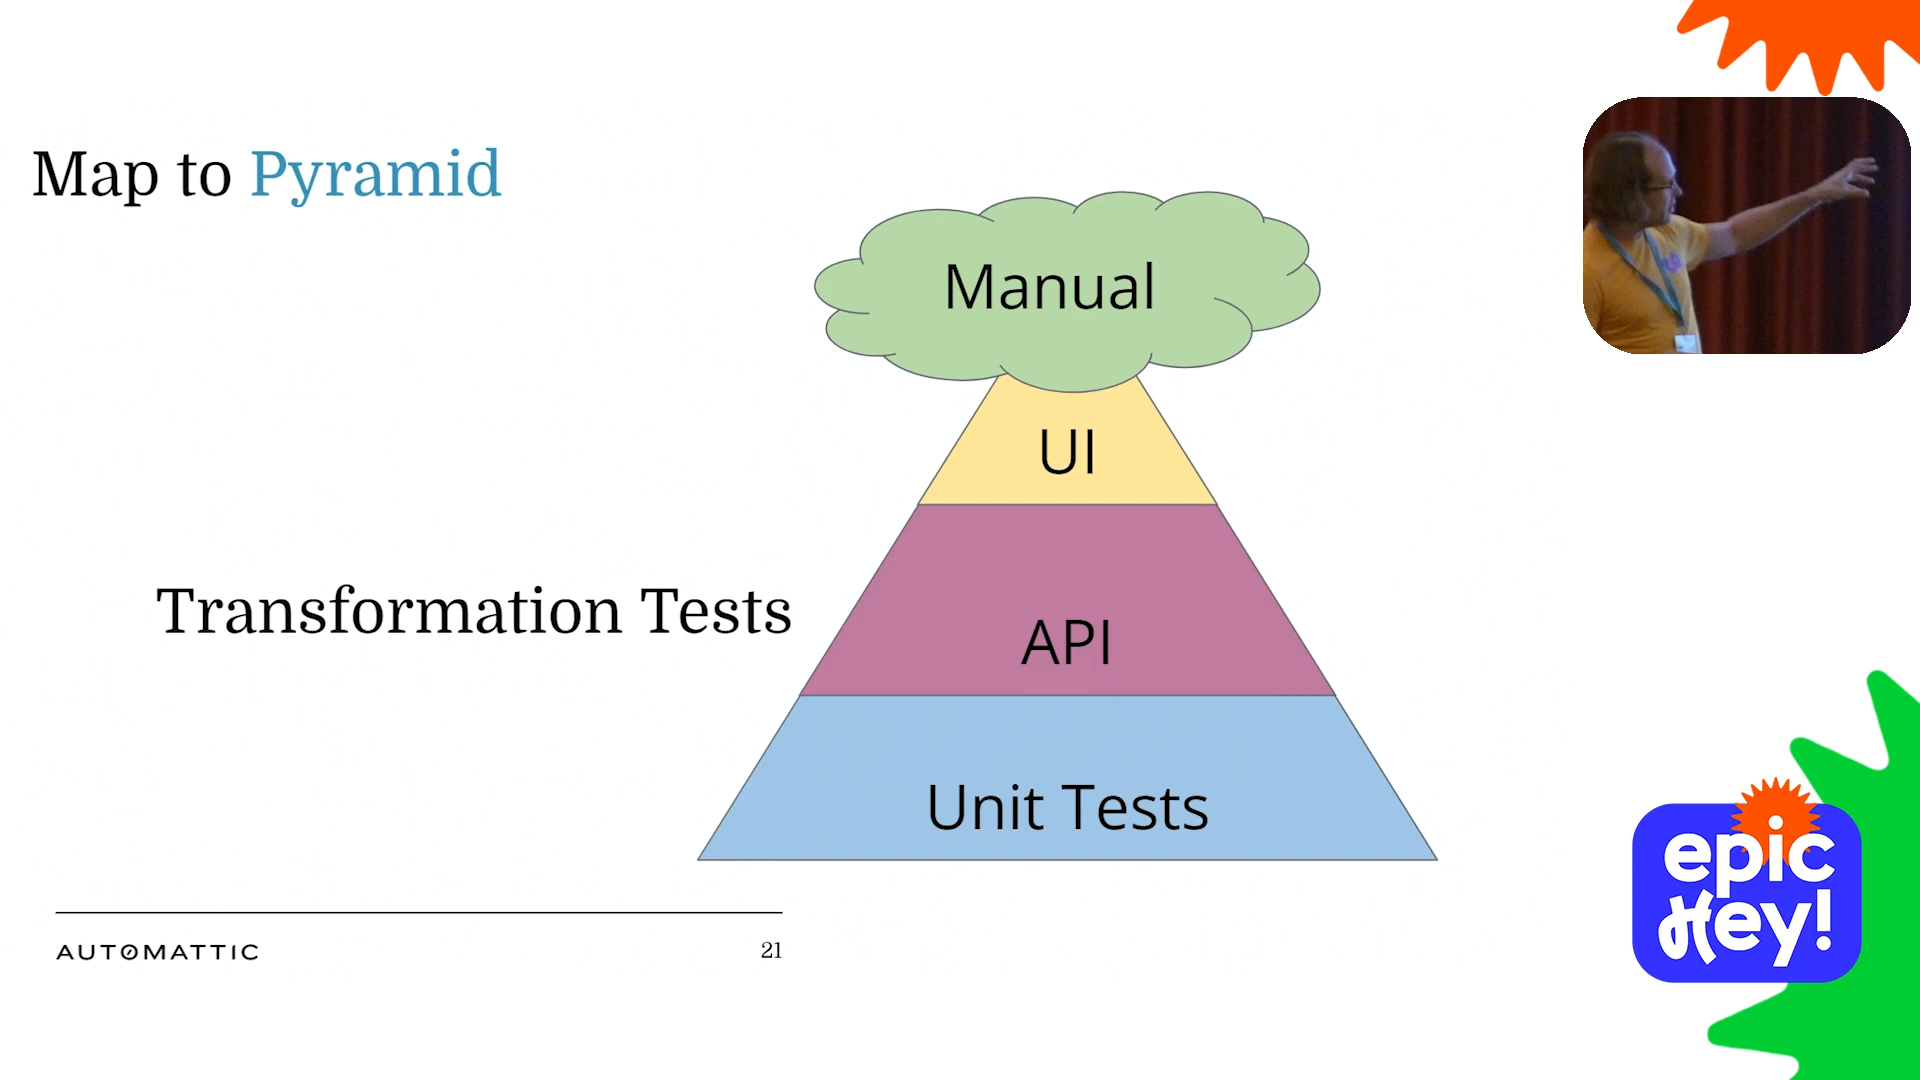 Map to Pyramid
Manual
UI
Transformation Tests
API
Unit Tests
AUTOMATTIC
21
epic
Hey!